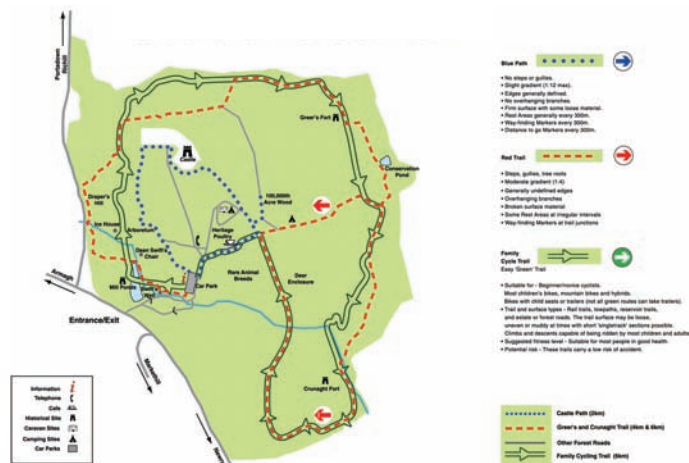 Portadown
Richill
Castle
Greer's Fort
Conservation
Pond
100,000th
Acre Wood
Draper's
Hill
Ice House
Arboretum
Heritage
Poultry
Dean Swift's
Chair
Rare Animal
Breeds
Deer
Enclosure
Mill Ponds
Well
Car Park
Armagh
Entrance/Exit
Markethill
Crunaght Fort
Information
Telephone
Cafe
Historical Site
Caravan Sites
Camping Sites
Car Parks
Blue Path
• No steps or gullies.
• Slight gradient (1:12 max).
• Edges generally defined.
• No overhanging branches.
• Firm surface with some loose material.
• Rest Areas generally every 300m.
• Way-finding Markers every 300m.
• Distance to go Markers every 300m.
Red Trail
• Steps, gullies, tree roots
• Moderate gradient (1:4)
• Generally undefined edges
• Overhanging branches
• Broken surface material
• Some Rest Areas at irregular intervals
• Way-finding Markers at trail junctions
Family
Cycle Trail
Easy 'Green' Trail
• Suitable for - Beginner/novice cyclists.
Most children's bikes, mountain bikes and hybrids.
Bikes with child seats or trailers (not all green routes can take trailers).
• Trail and surface types - Rail trails, towpaths, reservoir trails,
and estate or forest roads. The trail surface may be loose,
uneven or muddy at times with short 'singletrack' sections possible.
Climbs and descents capable of being ridden by most children and adults
• Suggested fitness level - Suitable for most people in good health.
• Potential risk - These trails carry a low risk of accident.
Castle Path (2km)
Greer's and Crunaght Trail (4km & 6km)
Other Forest Roads
Family Cycling Trail (6km)